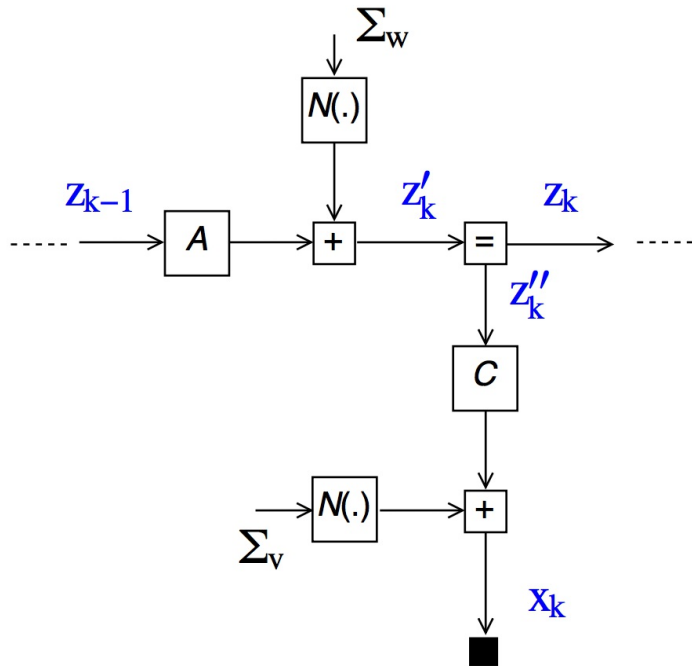 Σw
N(.)
zk−1
A
+
z′k
=
zk
z′′k
C
N(.)
+
Σv
xk